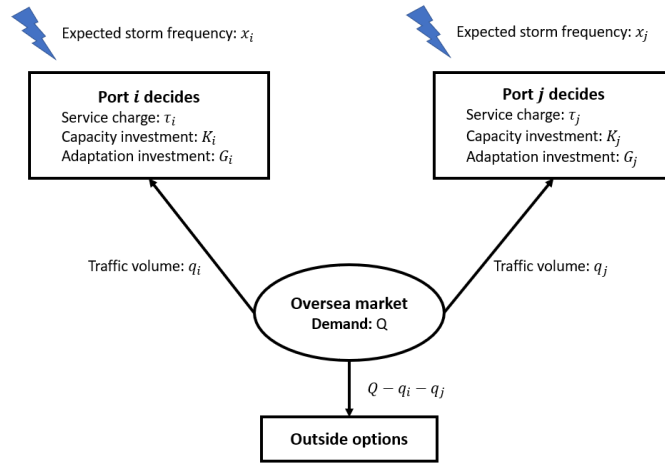 Expected storm frequency: xᵢ
Expected storm frequency: xⱼ
Port i decides
Service charge: τᵢ
Capacity investment: Kᵢ
Adaptation investment: Gᵢ
Port j decides
Service charge: τⱼ
Capacity investment: Kⱼ
Adaptation investment: Gⱼ
Traffic volume: qᵢ
Traffic volume: qⱼ
Oversea market
Demand: Q
Q − qᵢ − qⱼ
Outside options